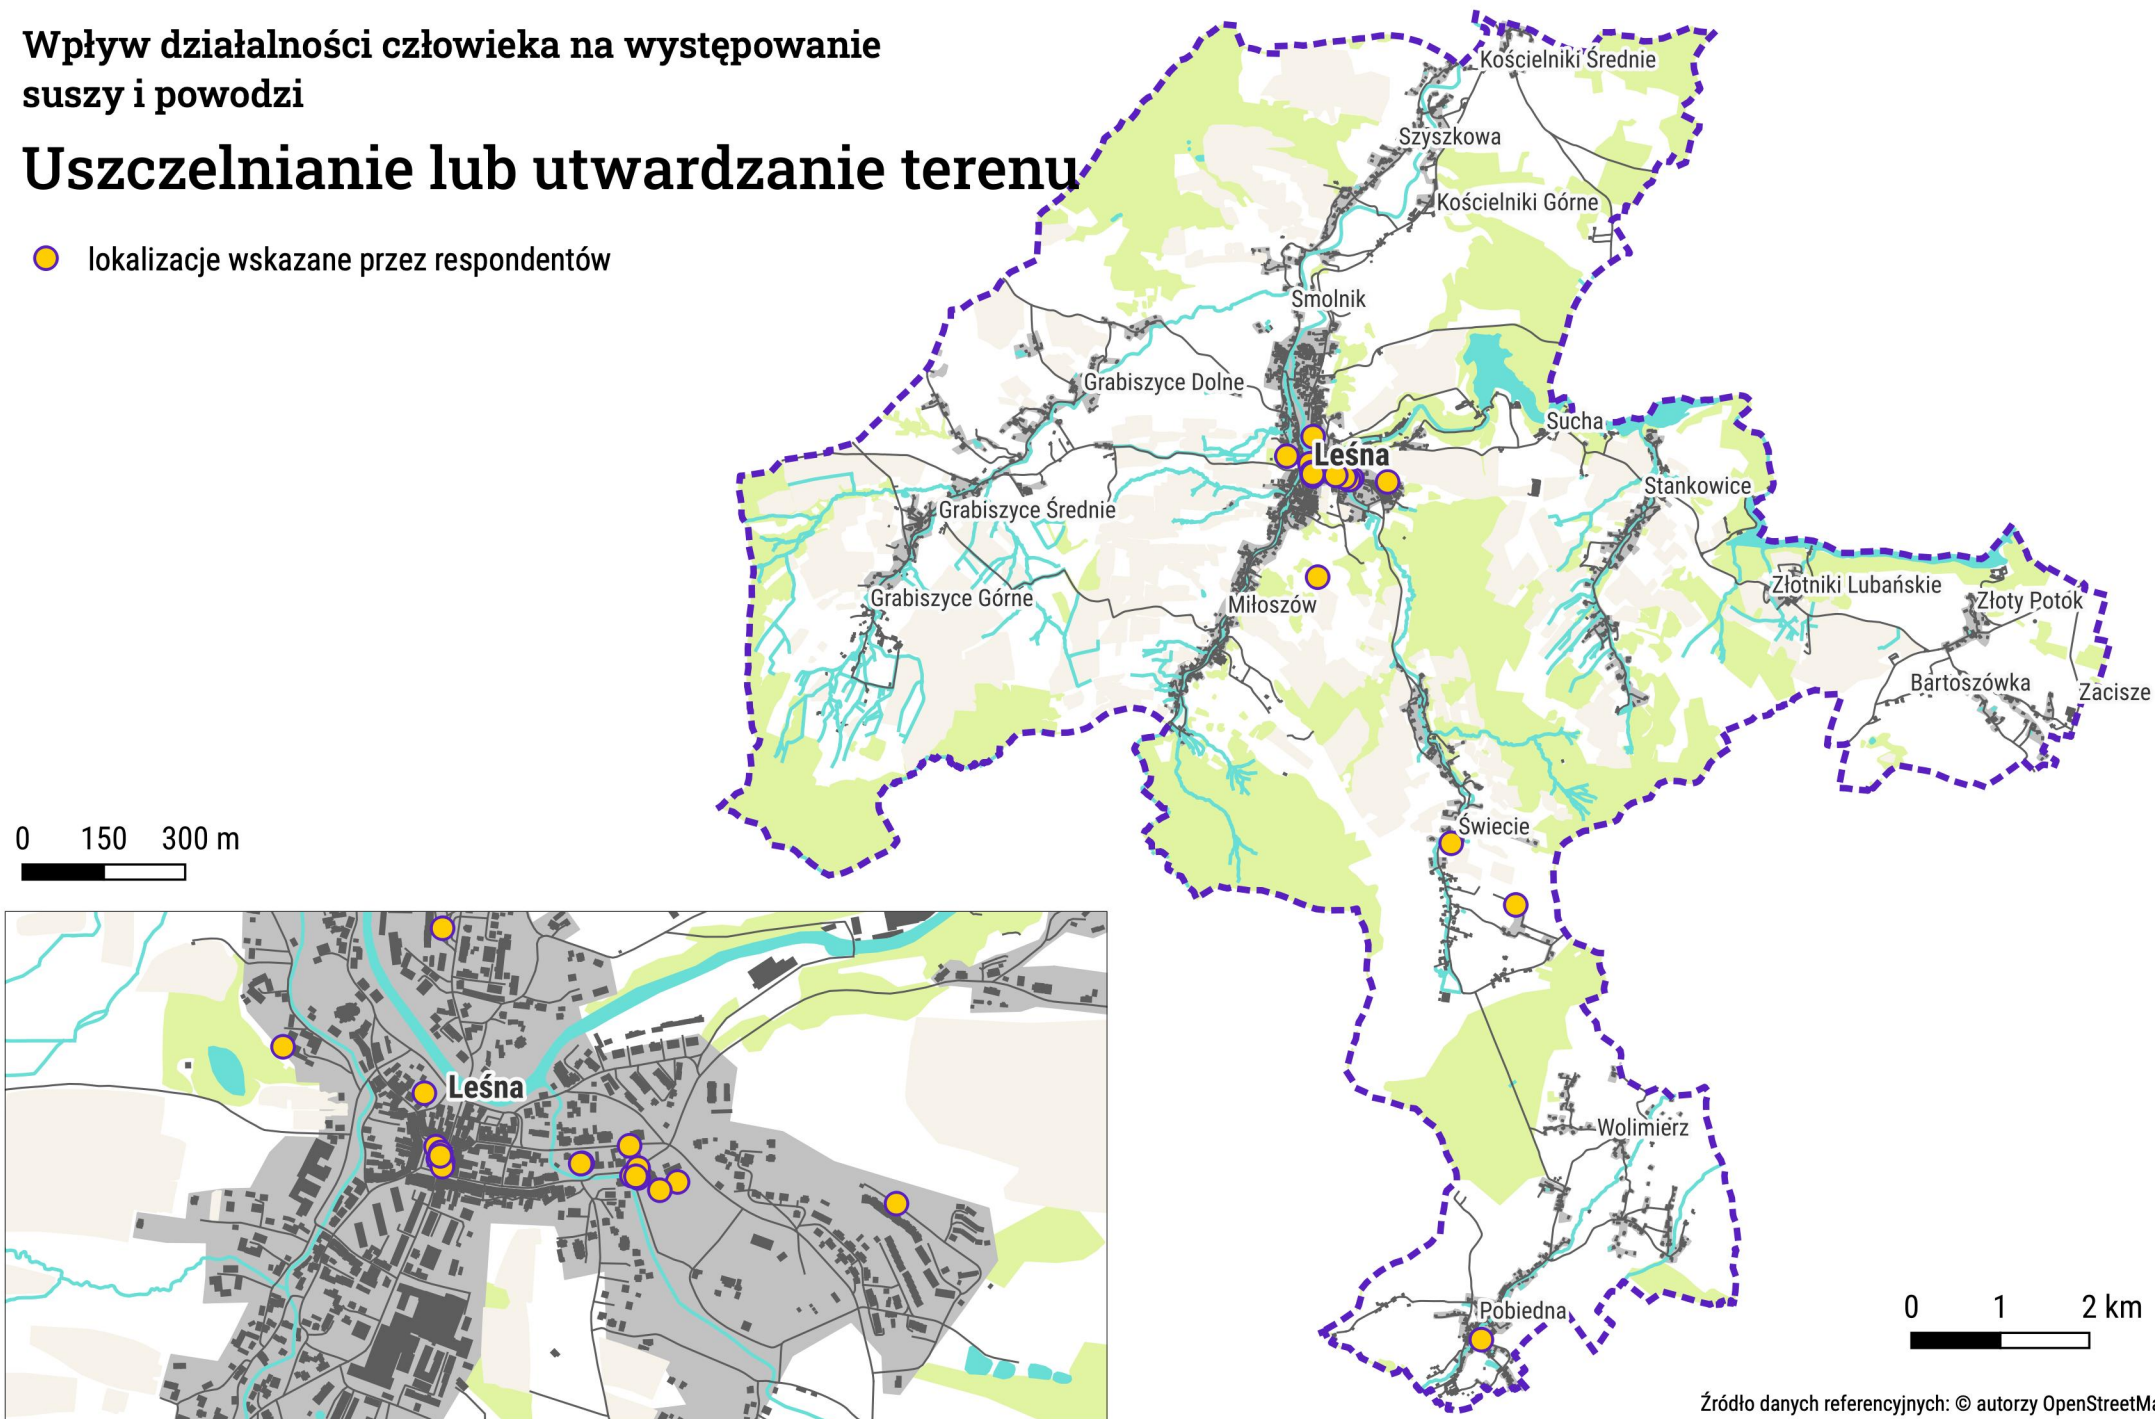 Wpływ działalności człowieka na występowanie
suszy i powodzi
Uszczelnianie lub utwardzanie terenu
lokalizacje wskazane przez respondentów
Kościelniki Średnie
Szyszkowa
Kościelniki Górne
Smolnik
Grabiszyce Dolne
Sucha
Leśna
Stankowice
Grabiszyce Średnie
Złotniki Lubańskie
Grabiszyce Górne
Złoty Potok
Miłoszów
Bartoszówka
Zacisze
Świecie
0 150 300 m
Leśna
Wolimierz
Pobiedna
0 1 2 km
Źródło danych referencyjnych: © autorzy OpenStreetMa